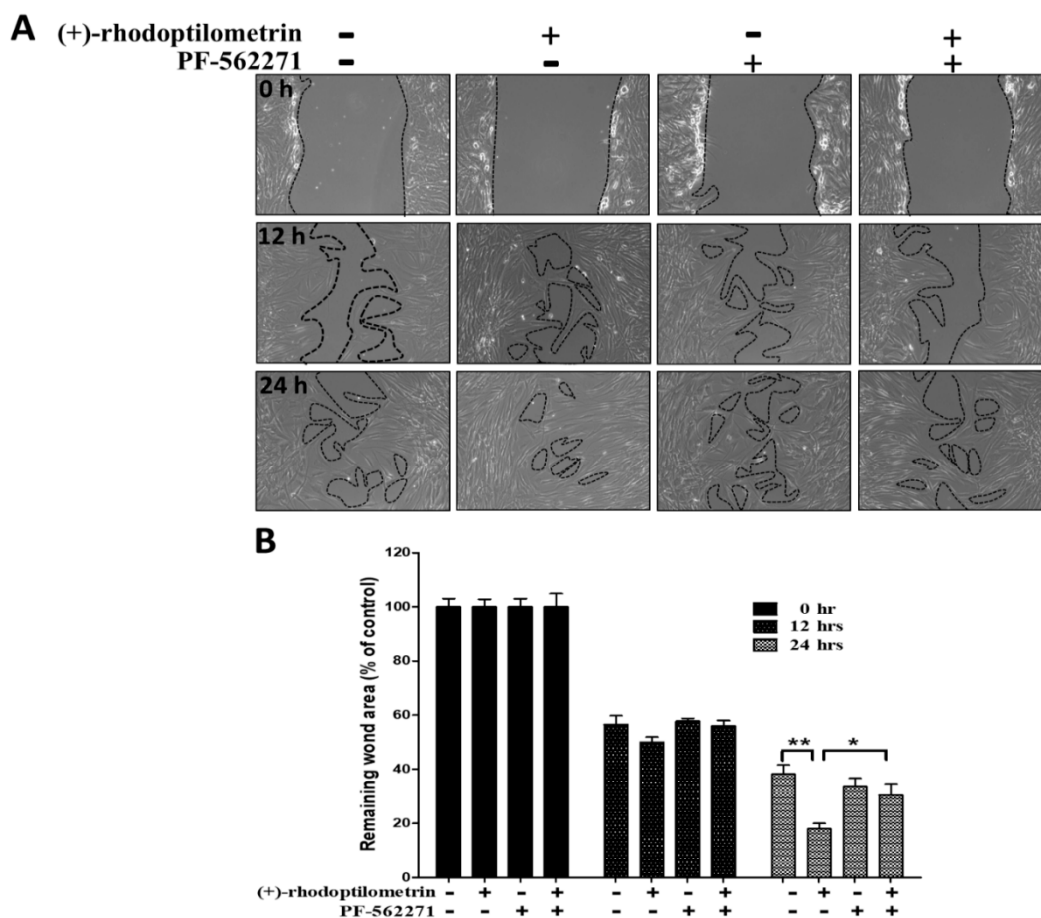 A
(+)-rhodoptilometrin - + - +
PF-562271 - - + +
0 h
12 h
24 h
B
Remaining wond area (% of control)
120
100
80
60
40
20
0
0 hr
12 hrs
24 hrs
** *
(+)-rhodoptilometrin - + - + - + - + - + - +
PF-562271 - - + + - - + + - - + +